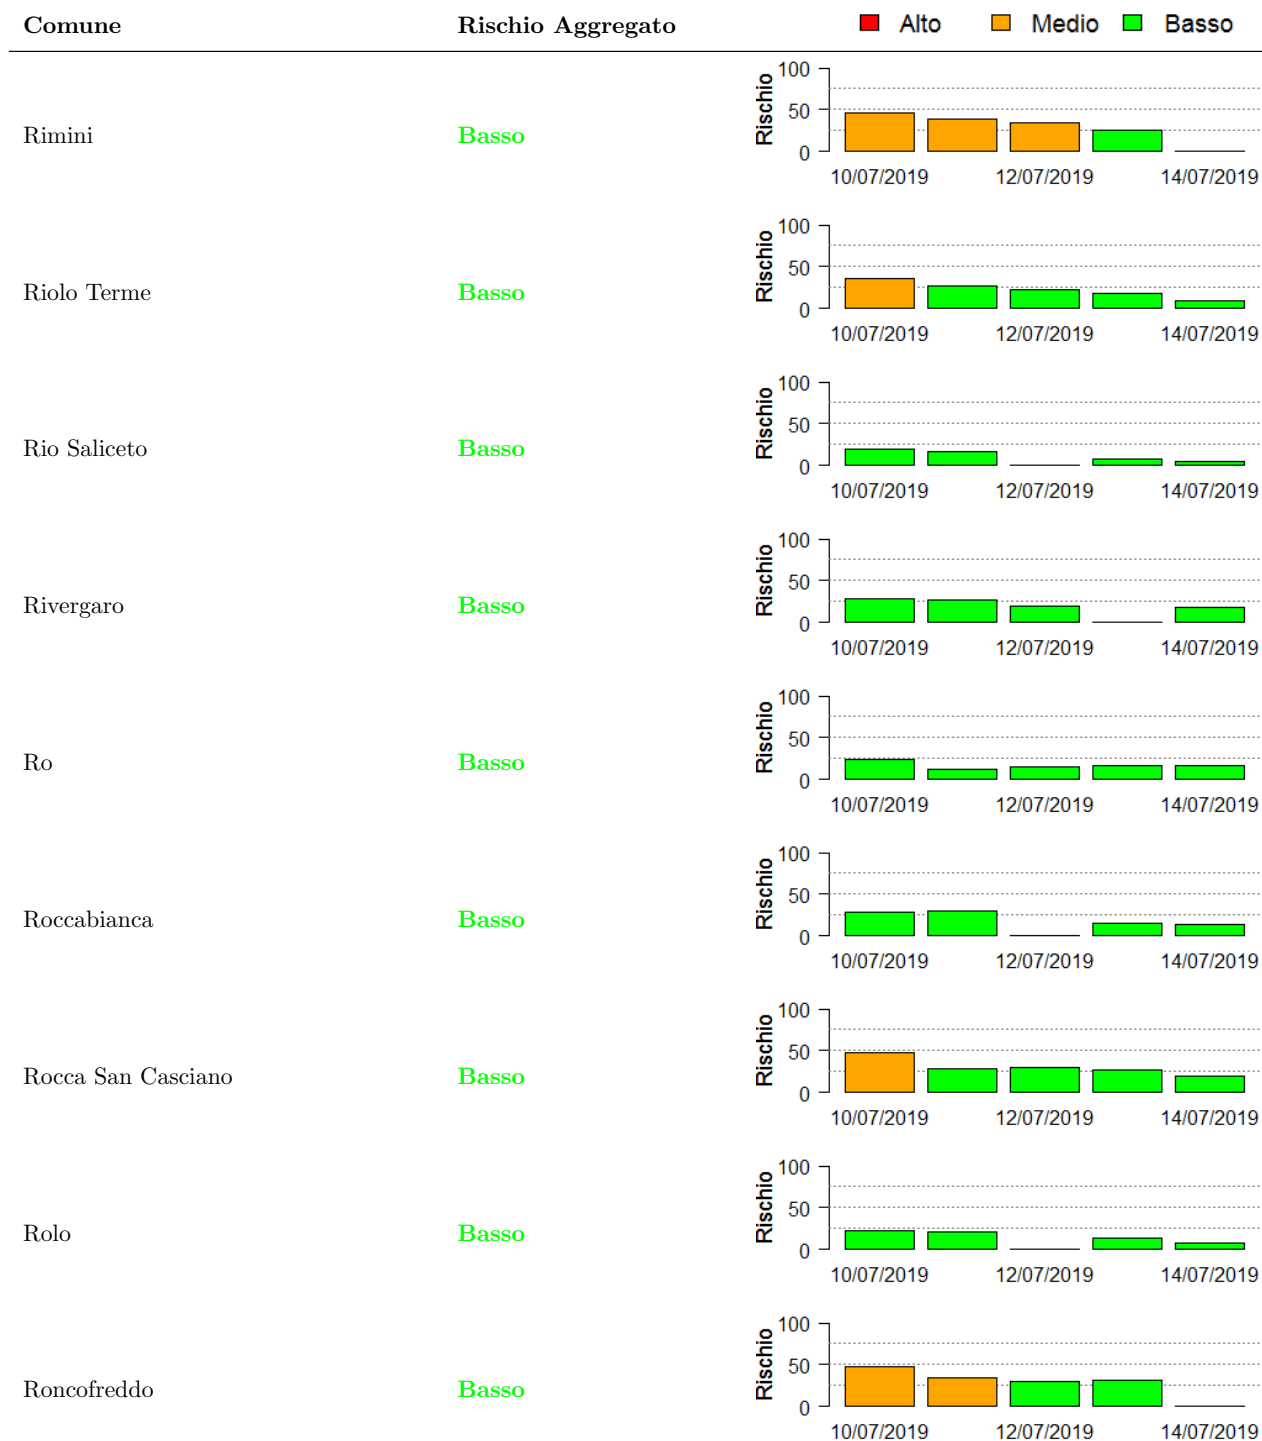 Comune Rischio Aggregato Alto Medio Basso
Rimini Basso Rischio 100 50 0
10/07/2019 12/07/2019 14/07/2019
Riolo Terme Basso Rischio 100 50 0
10/07/2019 12/07/2019 14/07/2019
Rio Saliceto Basso Rischio 100 50 0
10/07/2019 12/07/2019 14/07/2019
Rivergaro Basso Rischio 100 50 0
10/07/2019 12/07/2019 14/07/2019
Ro Basso Rischio 100 50 0
10/07/2019 12/07/2019 14/07/2019
Roccabianca Basso Rischio 100 50 0
10/07/2019 12/07/2019 14/07/2019
Rocca San Casciano Basso Rischio 100 50 0
10/07/2019 12/07/2019 14/07/2019
Rolo Basso Rischio 100 50 0
10/07/2019 12/07/2019 14/07/2019
Roncofreddo Basso Rischio 100 50 0
10/07/2019 12/07/2019 14/07/2019